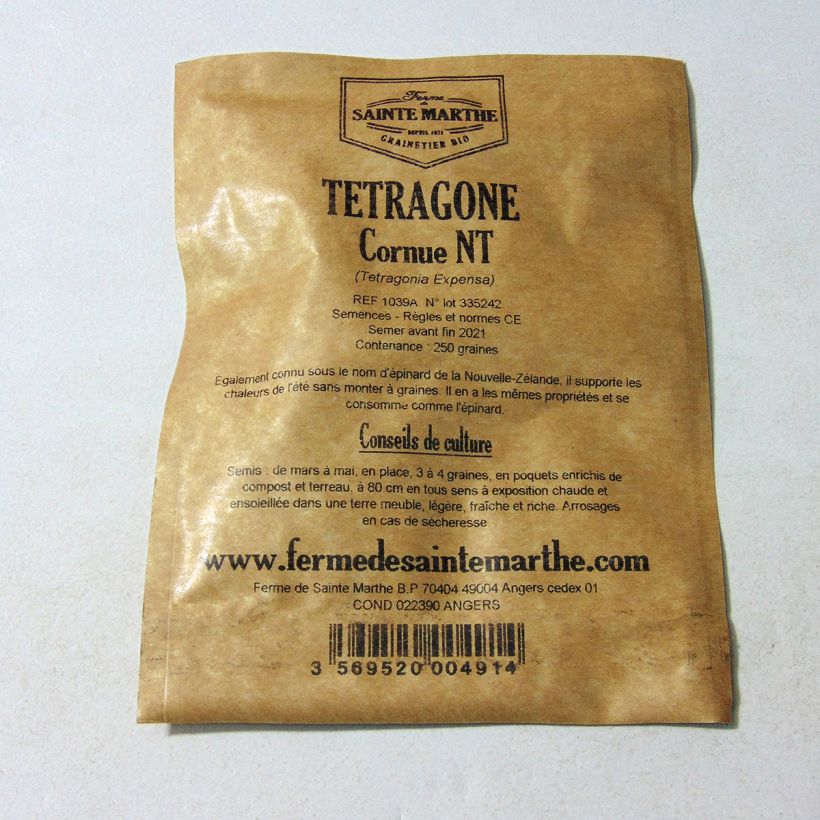 Ferme
de
SAINTE MARTHE
DEPUIS 1971
GRAINETIER BIO
TETRAGONE
Cornue NT
(Tetragonia Expensa)
REF 1039A N° lot 335242
Semences - Règles et normes CE
Semer avant fin 2021
Contenance : 250 graines
Egalement connu sous le nom d'épinard de la Nouvelle-Zélande, il supporte les
chaleurs de l'été sans monter à graines. Il en a les mêmes propriétés et se
consomme comme l'épinard.
Conseils de culture
Semis : de mars à mai, en place, 3 à 4 graines, en poquets enrichis de
compost et terreau, à 80 cm en tous sens à exposition chaude et
ensoleillée dans une terre meuble, légère, fraîche et riche. Arrosages
en cas de sécheresse
www.fermedesaintemarthe.com
Ferme de Sainte Marthe B.P 70404 49004 Angers cedex 01
COND 022390 ANGERS
3 569520 004914